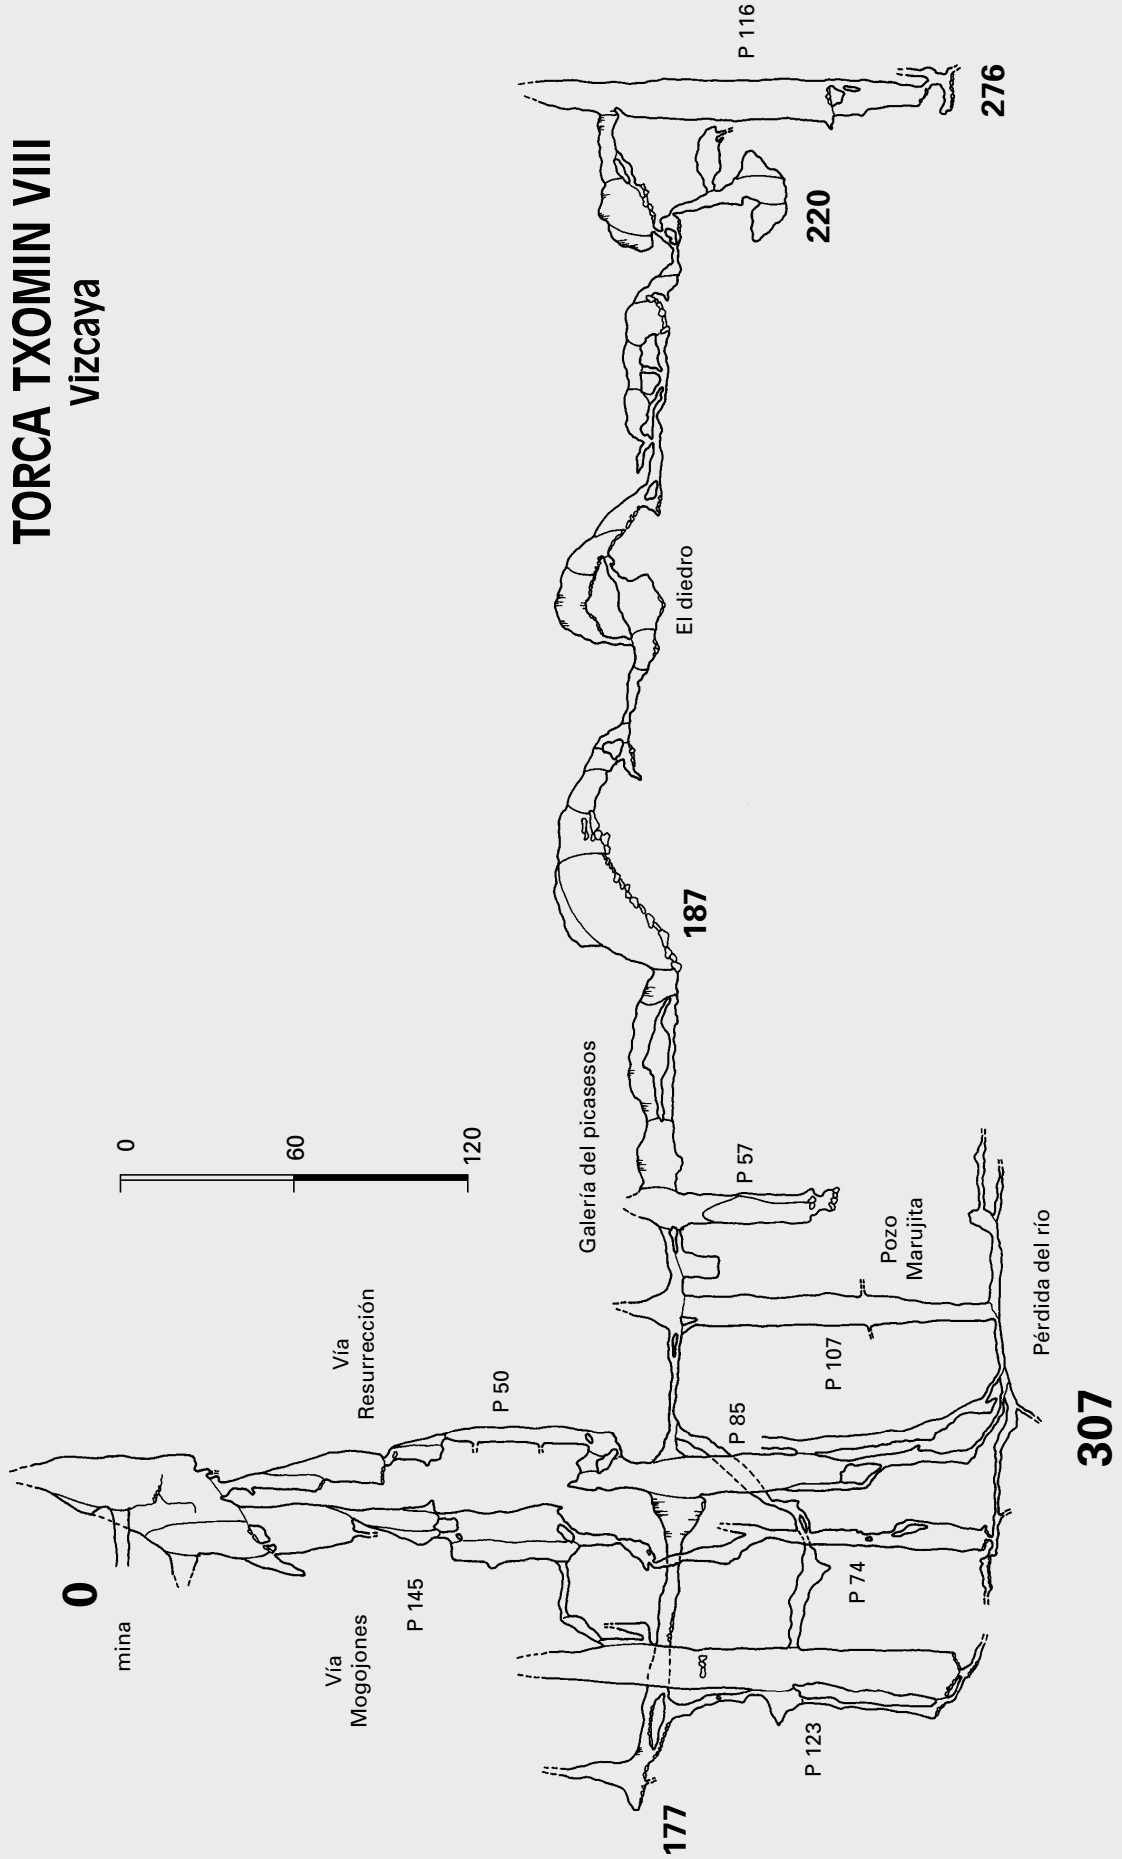 TORCA TXOMIN VIII
Vizcaya
0
mina
0
60
120
Vía
Resurrección
P 50
Vía
Mogojones
P 145
Galería del picasesos
P 57
187
El diedro
220
P 116
276
Pozo
Marujita
P 107
P 85
P 74
P 123
177
Pérdida del río
307